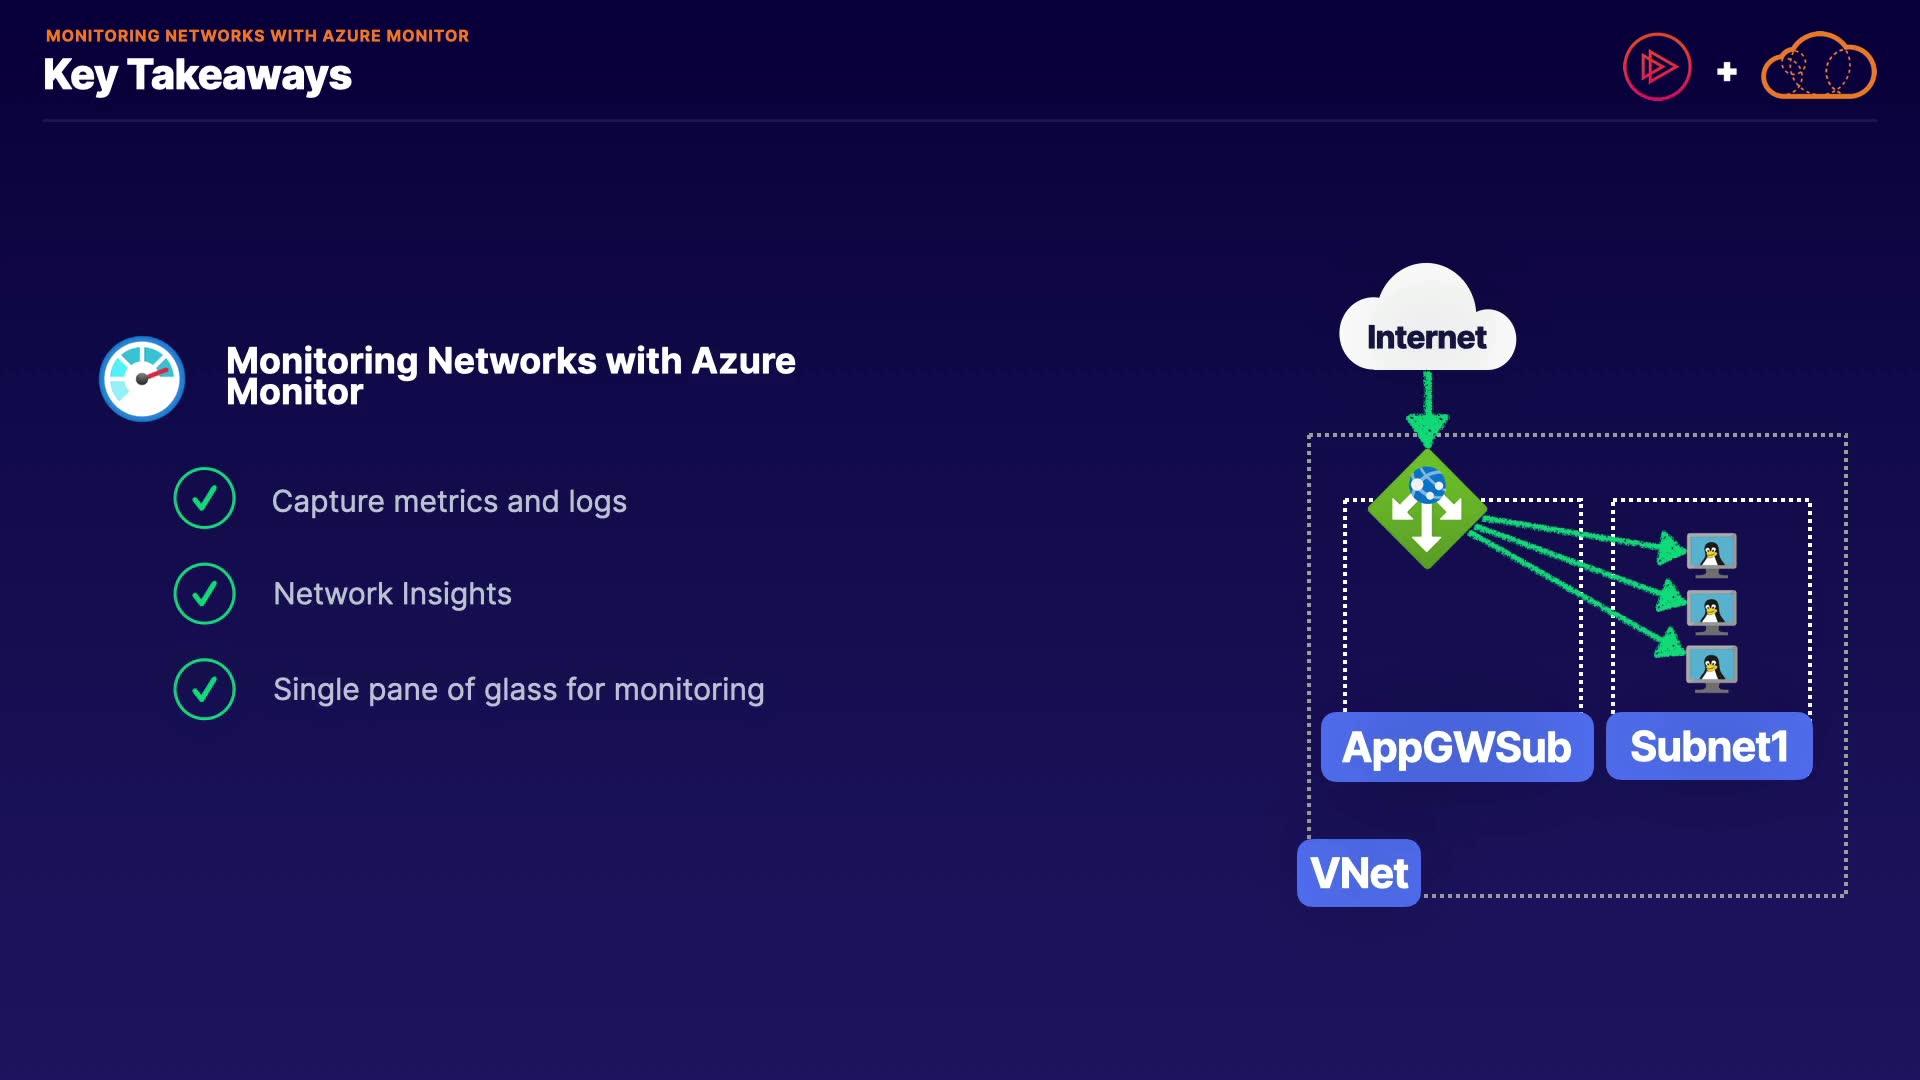 MONITORING NETWORKS WITH AZURE MONITOR
Key Takeaways
Monitoring Networks with Azure
Monitor
Capture metrics and logs
Network Insights
Single pane of glass for monitoring
Internet
AppGWSub
Subnet1
VNet